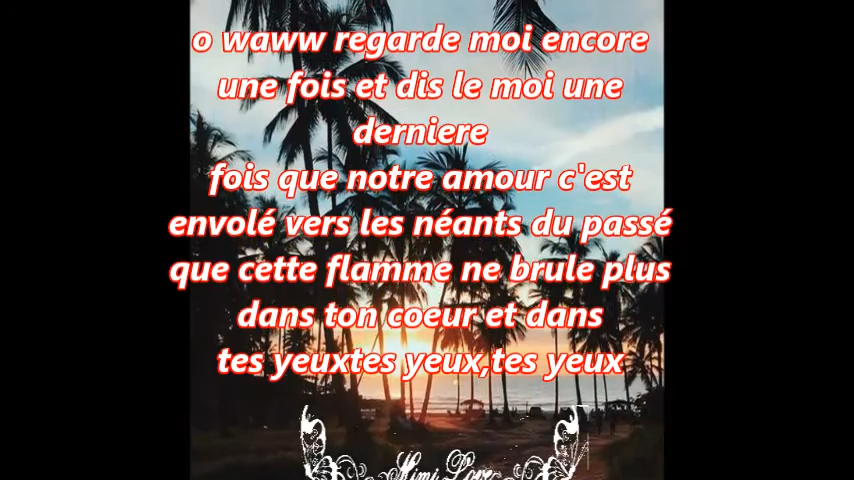 o waww regarde moi encore
une fois et dis le moi une
derniere
fois que notre amour c'est
envolé vers les néants du passé
que cette flamme ne brule plus
dans ton coeur et dans
tes yeuxtes yeux,tes yeux
Mimi Love